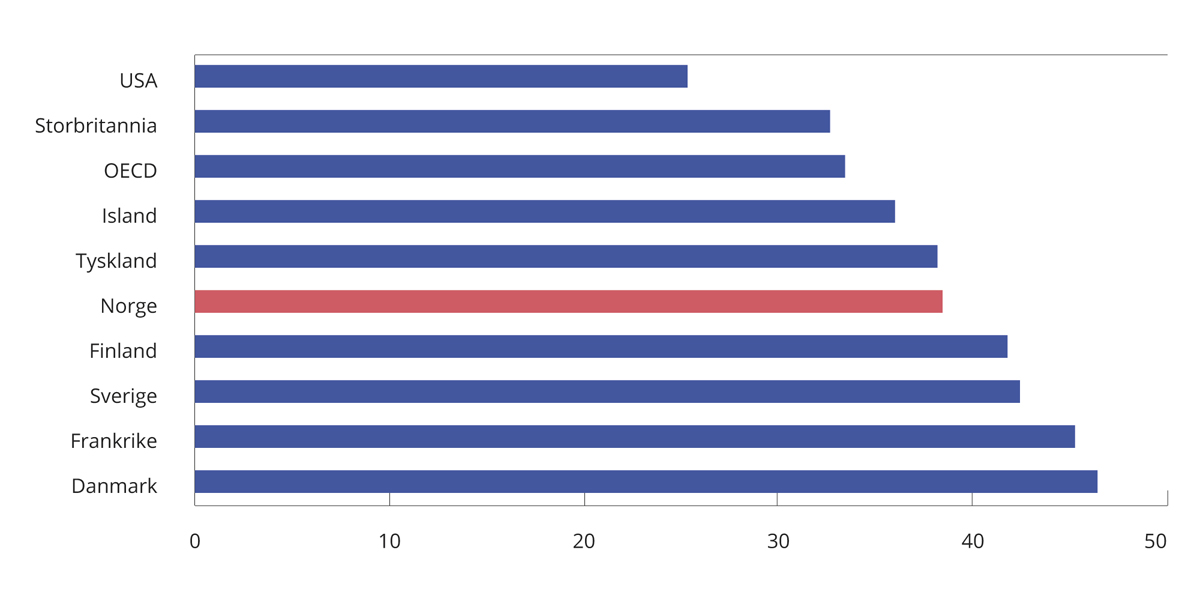 USA
Storbritannia
OECD
Island
Tyskland
Norge
Finland
Sverige
Frankrike
Danmark
0 10 20 30 40 50